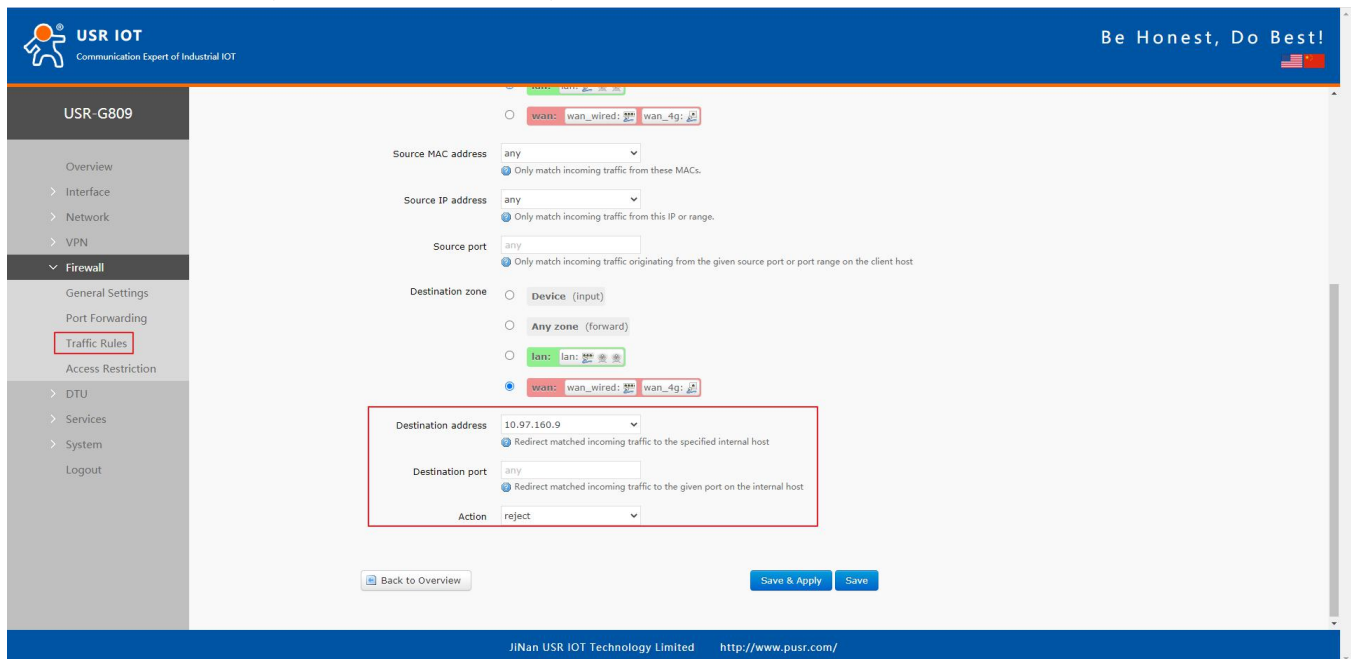 USR IOT
Communication Expert of Industrial IOT
Be Honest, Do Best!
USR-G809
Overview
Interface
Network
VPN
Firewall
General Settings
Port Forwarding
Traffic Rules
Access Restriction
DTU
Services
System
Logout
lan: lan:
wan: wan_wired: wan_4g:
Source MAC address any
Only match incoming traffic from these MACs.
Source IP address any
Only match incoming traffic from this IP or range.
Source port any
Only match incoming traffic originating from the given source port or port range on the client host
Destination zone Device (input)
Any zone (forward)
lan: lan:
wan: wan_wired: wan_4g:
Destination address 10.97.160.9
Redirect matched incoming traffic to the specified internal host
Destination port any
Redirect matched incoming traffic to the given port on the internal host
Action reject
Back to Overview Save & Apply Save
JiNan USR IOT Technology Limited http://www.pusr.com/